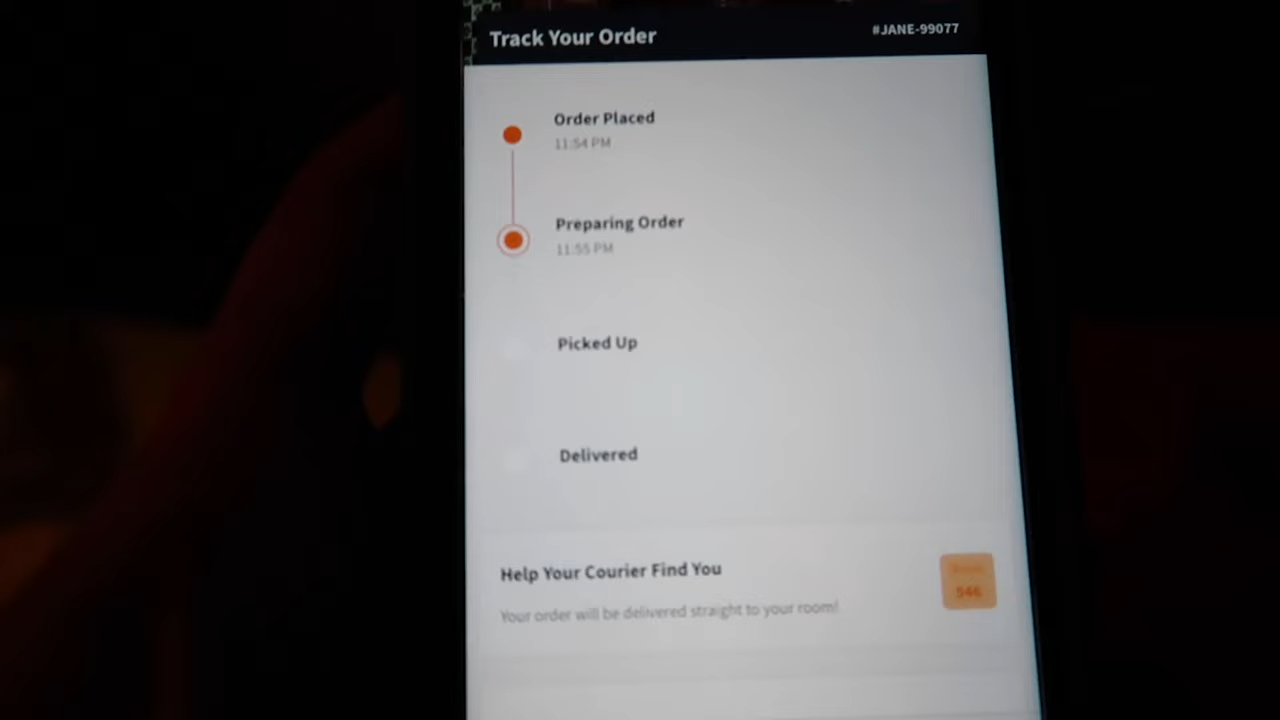 Track Your Order
#JANE-99077
Order Placed
11:54 PM
Preparing Order
11:55 PM
Picked Up
Delivered
Help Your Courier Find You
Your order will be delivered straight to your room!
546